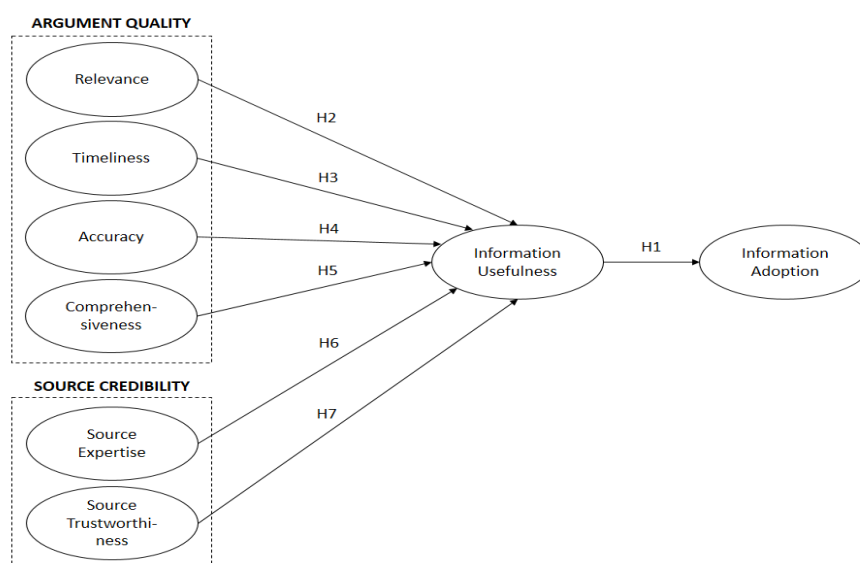 ARGUMENT QUALITY
Relevance
H2
Timeliness
H3
Accuracy
H4
Comprehen-
siveness
H5
Information
Usefulness
H1
Information
Adoption
SOURCE CREDIBILITY
H6
Source
Expertise
H7
Source
Trustworthi-
ness